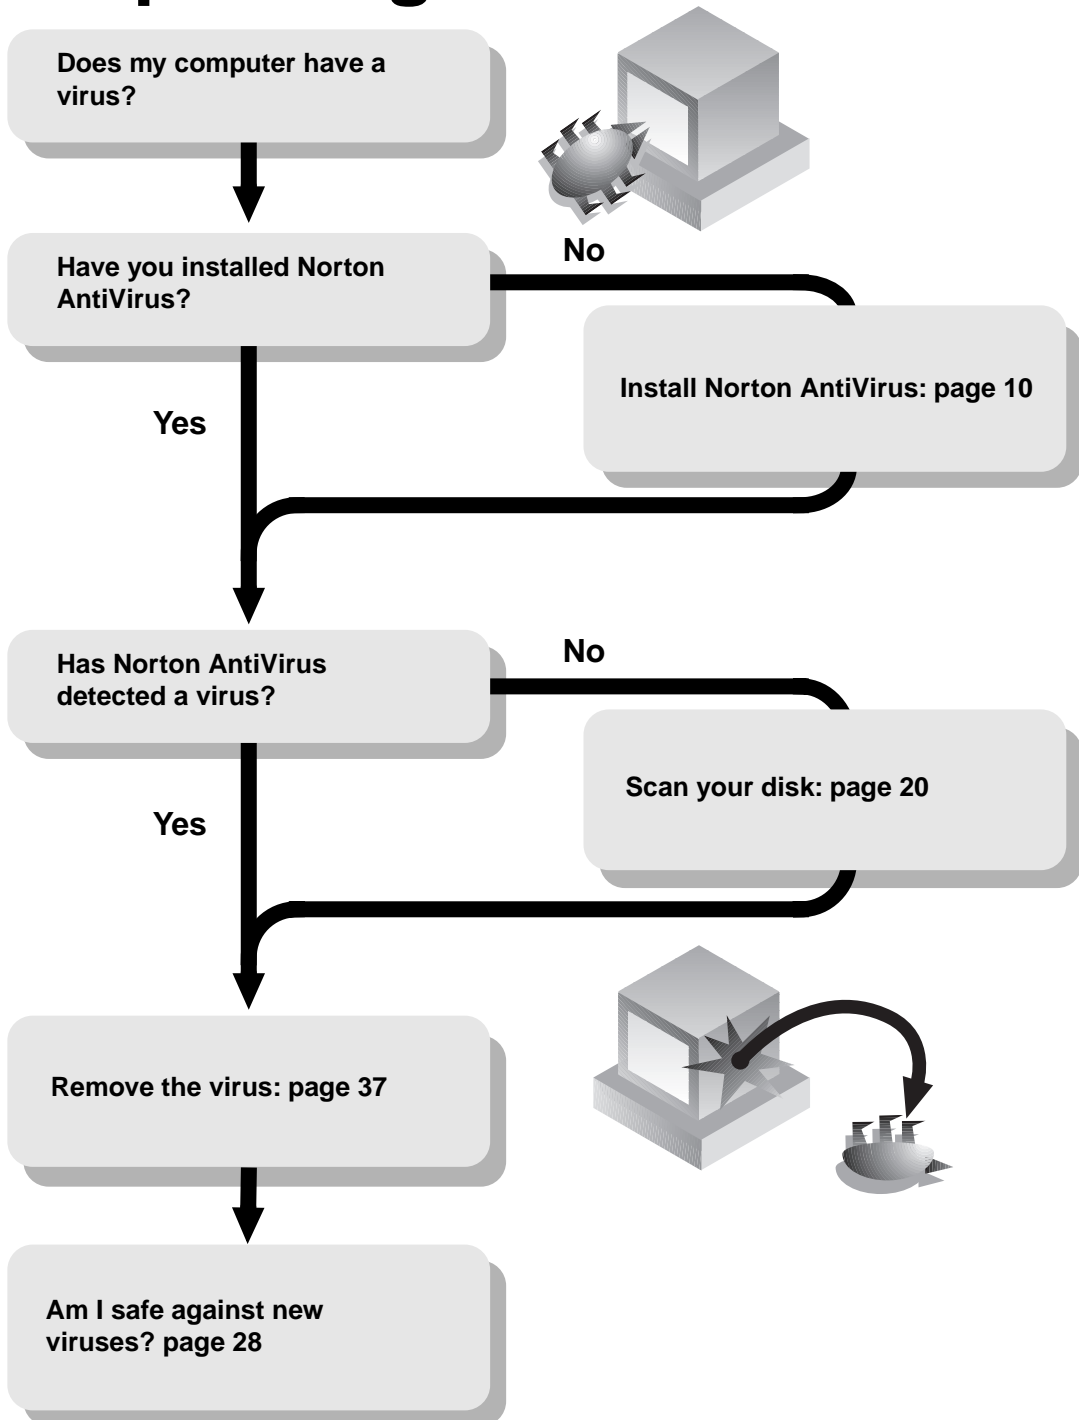 Does my computer have a
virus?
No
Have you installed Norton
AntiVirus?
Install Norton AntiVirus: page 10
Yes
No
Has Norton AntiVirus
detected a virus?
Scan your disk: page 20
Yes
Remove the virus: page 37
Am I safe against new
viruses? page 28